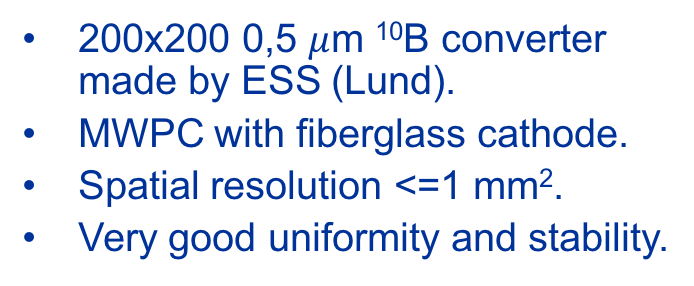 • 200x200 0,5 𝜇m ¹⁰B converter
made by ESS (Lund).
• MWPC with fiberglass cathode.
• Spatial resolution <=1 mm².
• Very good uniformity and stability.